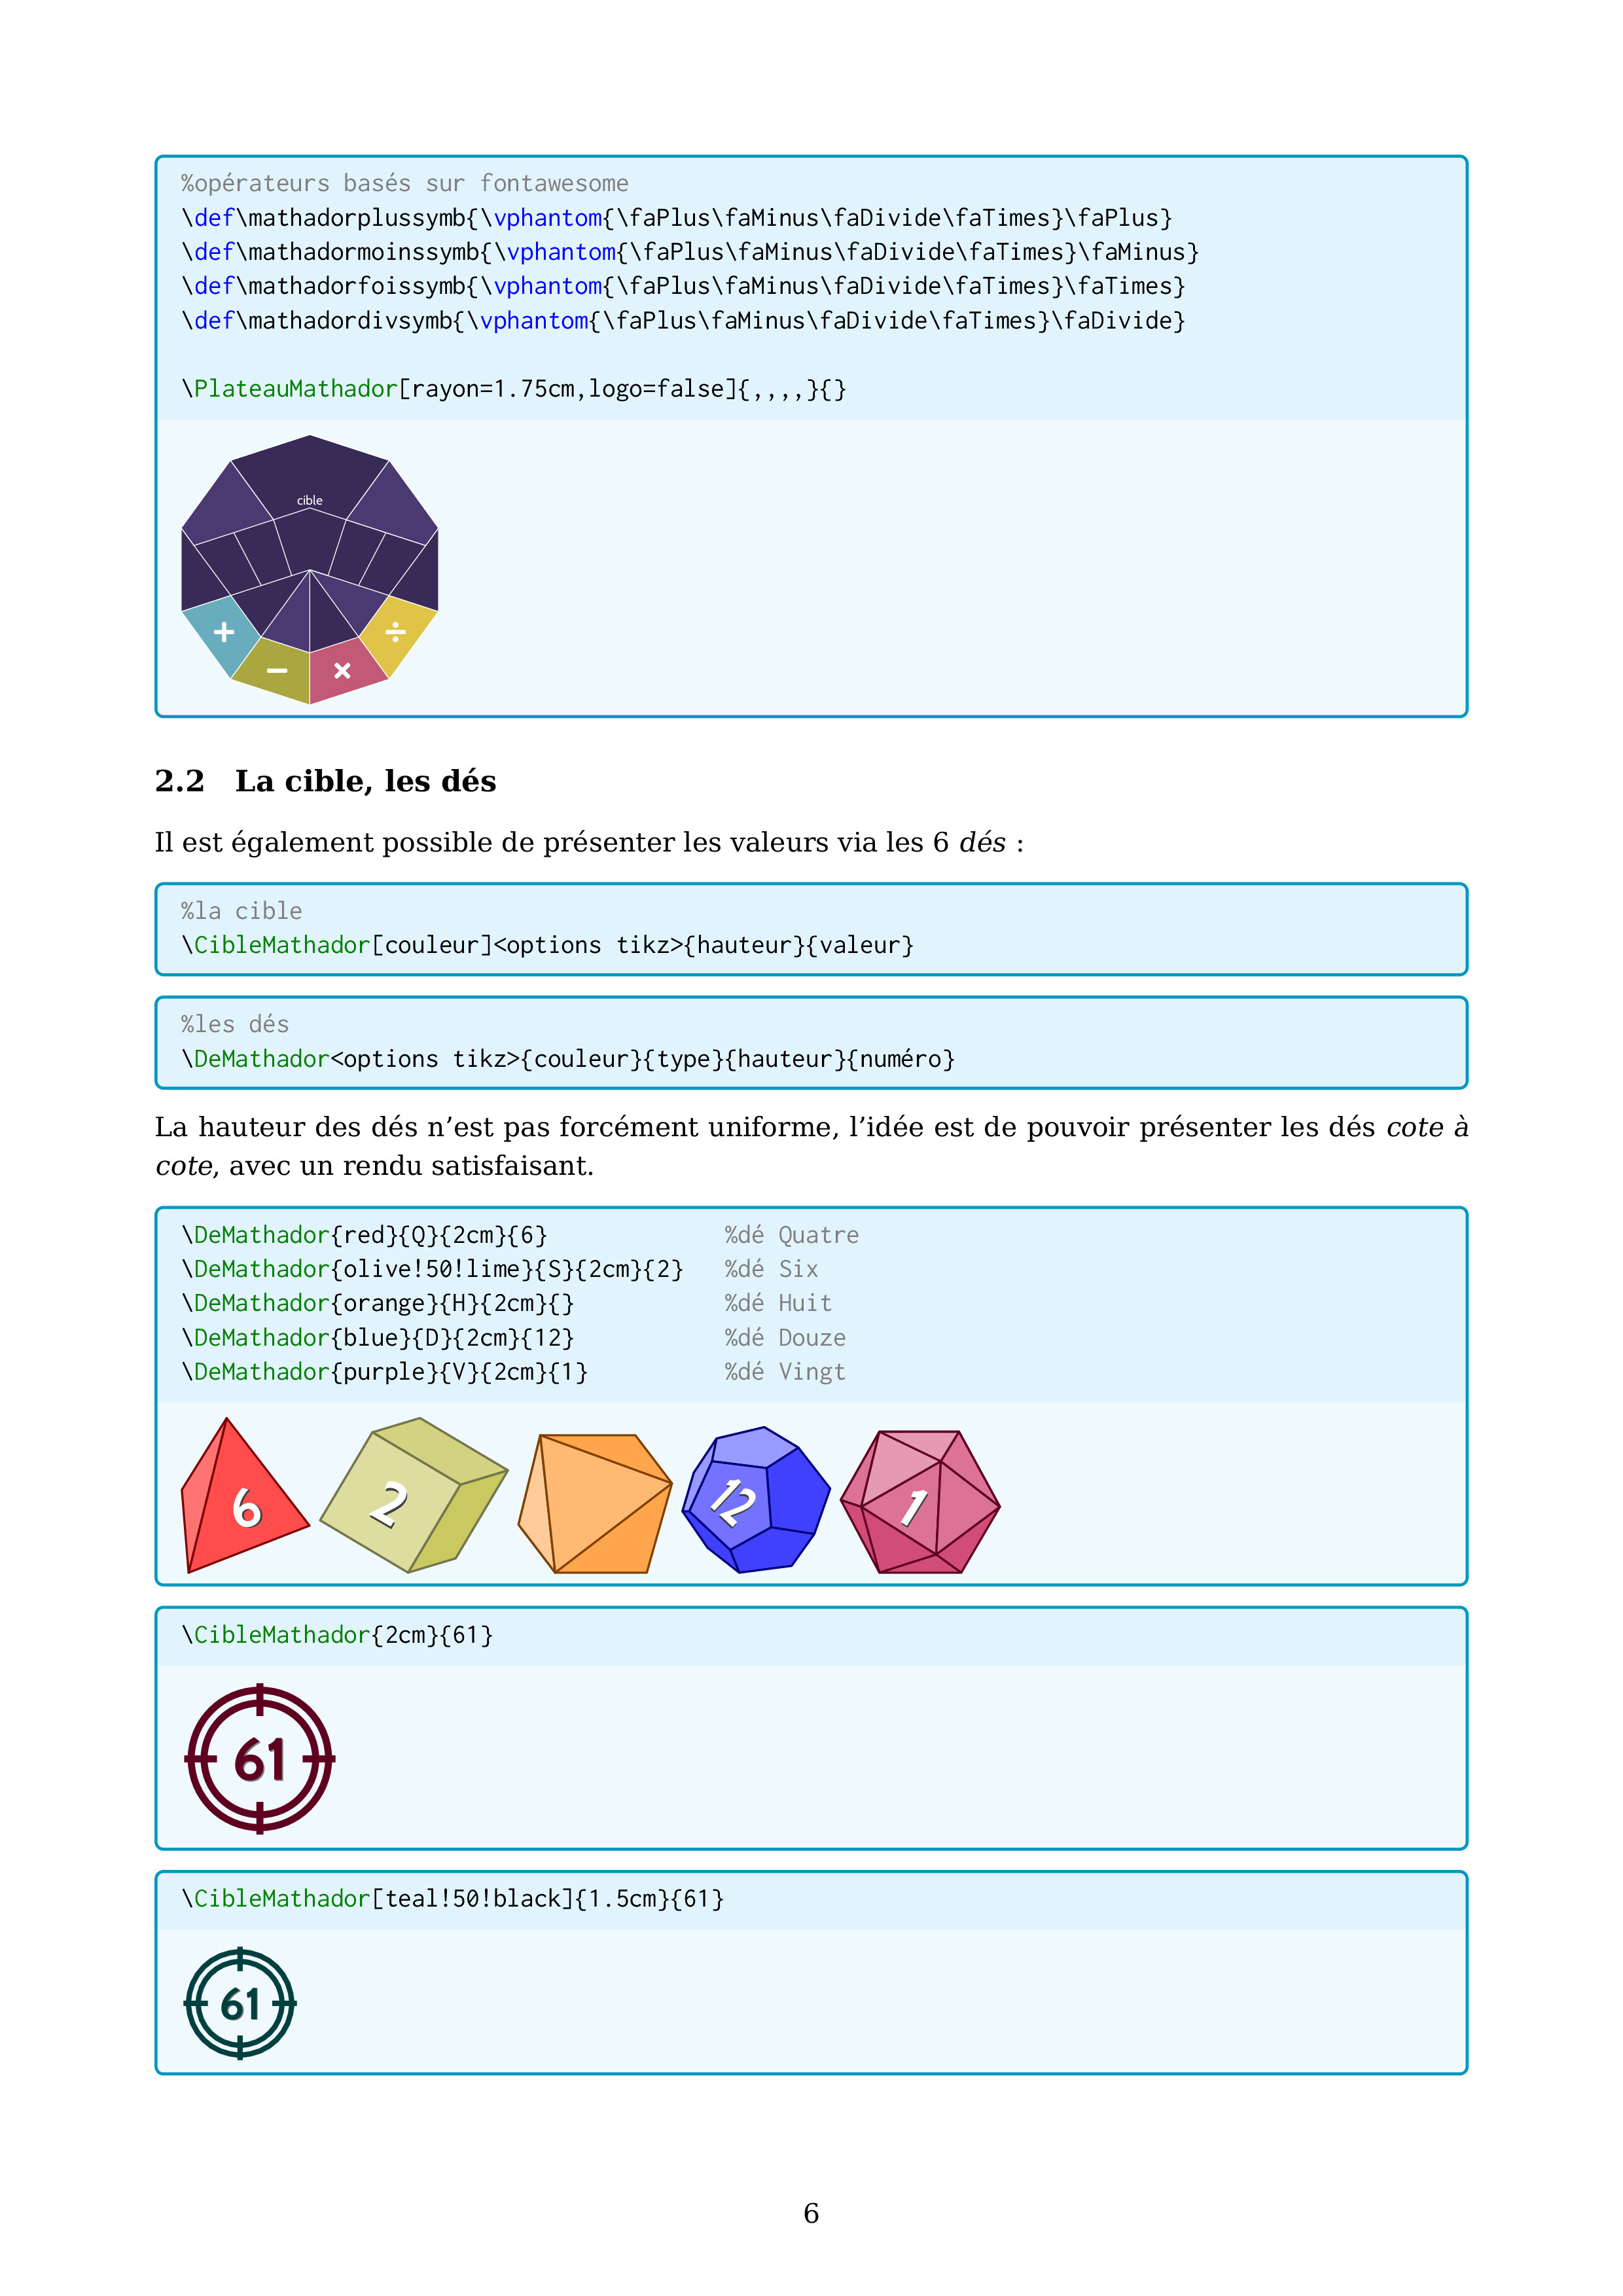 %opérateurs basés sur fontawesome
\def\mathadorplussymb{\vphantom{\faPlus\faMinus\faDivide\faTimes}\faPlus}
\def\mathadormoinssymb{\vphantom{\faPlus\faMinus\faDivide\faTimes}\faMinus}
\def\mathadorfoissymb{\vphantom{\faPlus\faMinus\faDivide\faTimes}\faTimes}
\def\mathadordivsymb{\vphantom{\faPlus\faMinus\faDivide\faTimes}\faDivide}
\PlateauMathador[rayon=1.75cm,logo=false]{,,,,}{}
cible
+ ÷
− ×
2.2 La cible, les dés
Il est également possible de présenter les valeurs via les 6 dés :
%la cible
\CibleMathador[couleur]<options tikz>{hauteur}{valeur}
%les dés
\DeMathador<options tikz>{couleur}{type}{hauteur}{numéro}
La hauteur des dés n’est pas forcément uniforme, l’idée est de pouvoir présenter les dés cote à
cote, avec un rendu satisfaisant.
\DeMathador{red}{Q}{2cm}{6} %dé Quatre
\DeMathador{olive!50!lime}{S}{2cm}{2} %dé Six
\DeMathador{orange}{H}{2cm}{} %dé Huit
\DeMathador{blue}{D}{2cm}{12} %dé Douze
\DeMathador{purple}{V}{2cm}{1} %dé Vingt
6 2 12 1
\CibleMathador{2cm}{61}
61
\CibleMathador[teal!50!black]{1.5cm}{61}
61
6